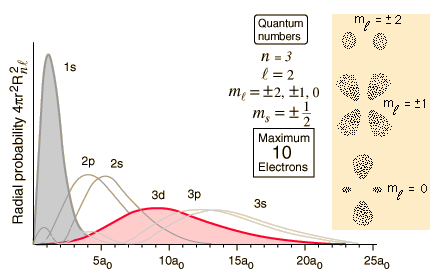 Radial probability 4πr²R²nℓ
1s
2p
2s
3d
3p
3s
5a₀
10a₀
15a₀
20a₀
25a₀
Quantum
numbers
n = 3
ℓ = 2
mℓ = ±2, ±1, 0
ms = ± 1/2
Maximum
10
Electrons
mℓ = ± 2
mℓ = ±1
mℓ = 0